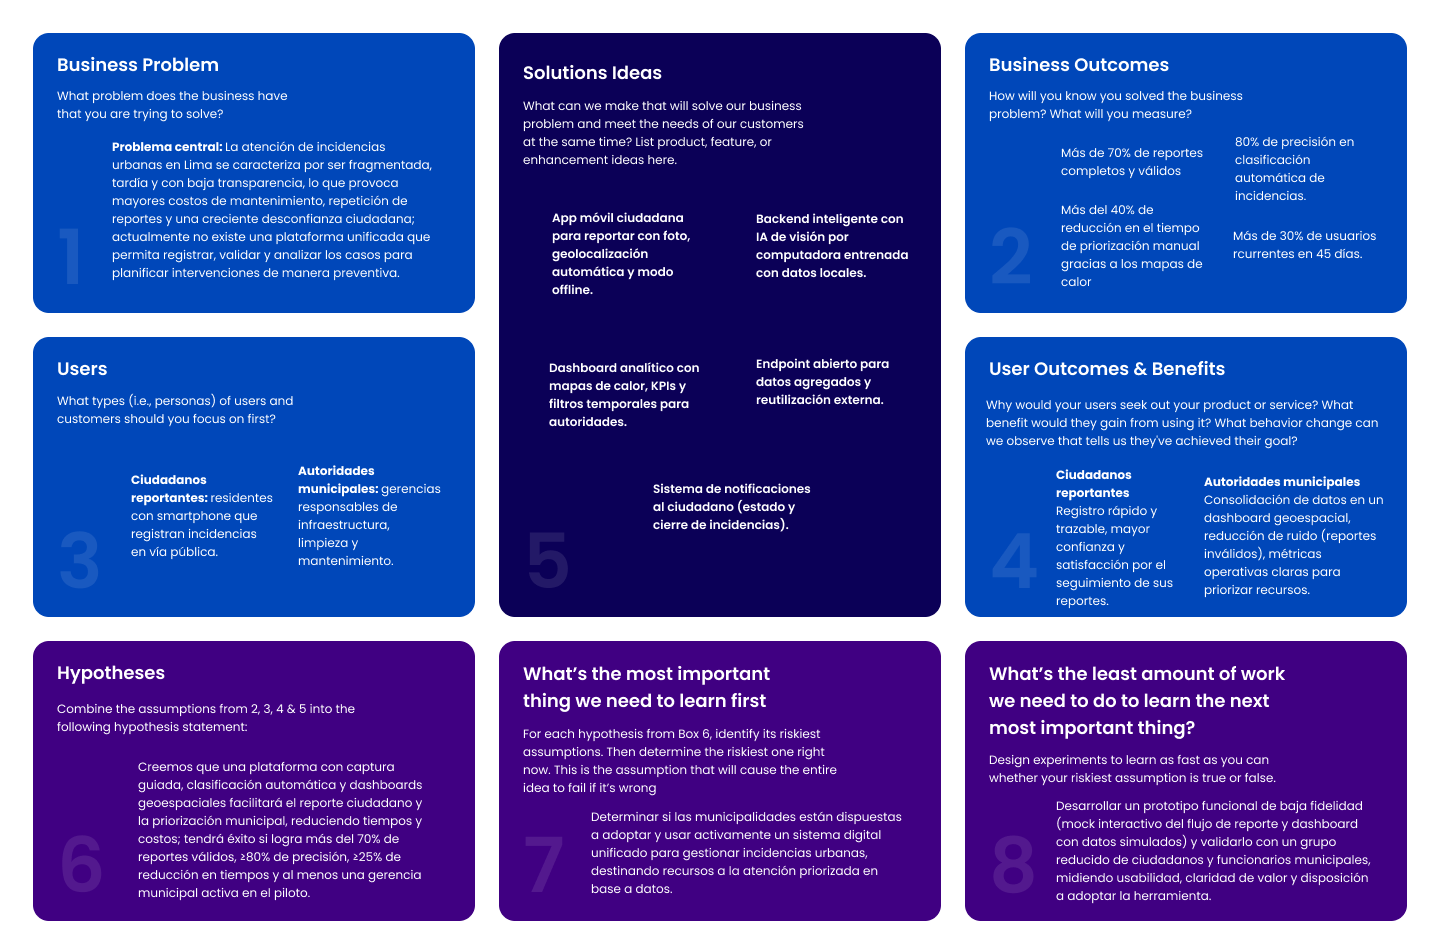 Business Problem
What problem does the business have
that you are trying to solve?
Problema central: La atención de incidencias
urbanas en Lima se caracteriza por ser fragmentada,
tardía y con baja transparencia, lo que provoca
mayores costos de mantenimiento, repetición de
reportes y una creciente desconfianza ciudadana;
actualmente no existe una plataforma unificada que
permita registrar, validar y analizar los casos para
planificar intervenciones de manera preventiva.
1
Solutions Ideas
What can we make that will solve our business
problem and meet the needs of our customers
at the same time? List product, feature, or
enhancement ideas here.
App móvil ciudadana
para reportar con foto,
geolocalización
automática y modo
offline.
Backend inteligente con
IA de visión por
computadora entrenada
con datos locales.
Dashboard analítico con
mapas de calor, KPIs y
filtros temporales para
autoridades.
Endpoint abierto para
datos agregados y
reutilización externa.
Sistema de notificaciones
al ciudadano (estado y
cierre de incidencias).
5
Business Outcomes
How will you know you solved the business
problem? What will you measure?
Más de 70% de reportes
completos y válidos
80% de precisión en
clasificación
automática de
incidencias.
Más del 40% de
reducción en el tiempo
de priorización manual
gracias a los mapas de
calor
Más de 30% de usuarios
rcurrentes en 45 días.
2
Users
What types (i.e., personas) of users and
customers should you focus on first?
Ciudadanos
reportantes: residentes
con smartphone que
registran incidencias
en vía pública.
Autoridades
municipales: gerencias
responsables de
infraestructura,
limpieza y
mantenimiento.
3
User Outcomes & Benefits
Why would your users seek out your product or service? What
benefit would they gain from using it? What behavior change can
we observe that tells us they've achieved their goal?
Ciudadanos
reportantes
Registro rápido y
trazable, mayor
confianza y
satisfacción por el
seguimiento de sus
reportes.
Autoridades municipales
Consolidación de datos en un
dashboard geoespacial,
reducción de ruido (reportes
inválidos), métricas
operativas claras para
priorizar recursos.
4
Hypotheses
Combine the assumptions from 2, 3, 4 & 5 into the
following hypothesis statement:
Creemos que una plataforma con captura
guiada, clasificación automática y dashboards
geoespaciales facilitará el reporte ciudadano y
la priorización municipal, reduciendo tiempos y
costos; tendrá éxito si logra más del 70% de
reportes válidos, ≥80% de precisión, ≥25% de
reducción en tiempos y al menos una gerencia
municipal activa en el piloto.
6
What's the most important
thing we need to learn first
For each hypothesis from Box 6, identify its riskiest
assumptions. Then determine the riskiest one right
now. This is the assumption that will cause the entire
idea to fail if it's wrong
Determinar si las municipalidades están dispuestas
a adoptar y usar activamente un sistema digital
unificado para gestionar incidencias urbanas,
destinando recursos a la atención priorizada en
base a datos.
7
What's the least amount of work
we need to do to learn the next
most important thing?
Design experiments to learn as fast as you can
whether your riskiest assumption is true or false.
Desarrollar un prototipo funcional de baja fidelidad
(mock interactivo del flujo de reporte y dashboard
con datos simulados) y validarlo con un grupo
reducido de ciudadanos y funcionarios municipales,
midiendo usabilidad, claridad de valor y disposición
a adoptar la herramienta.
8